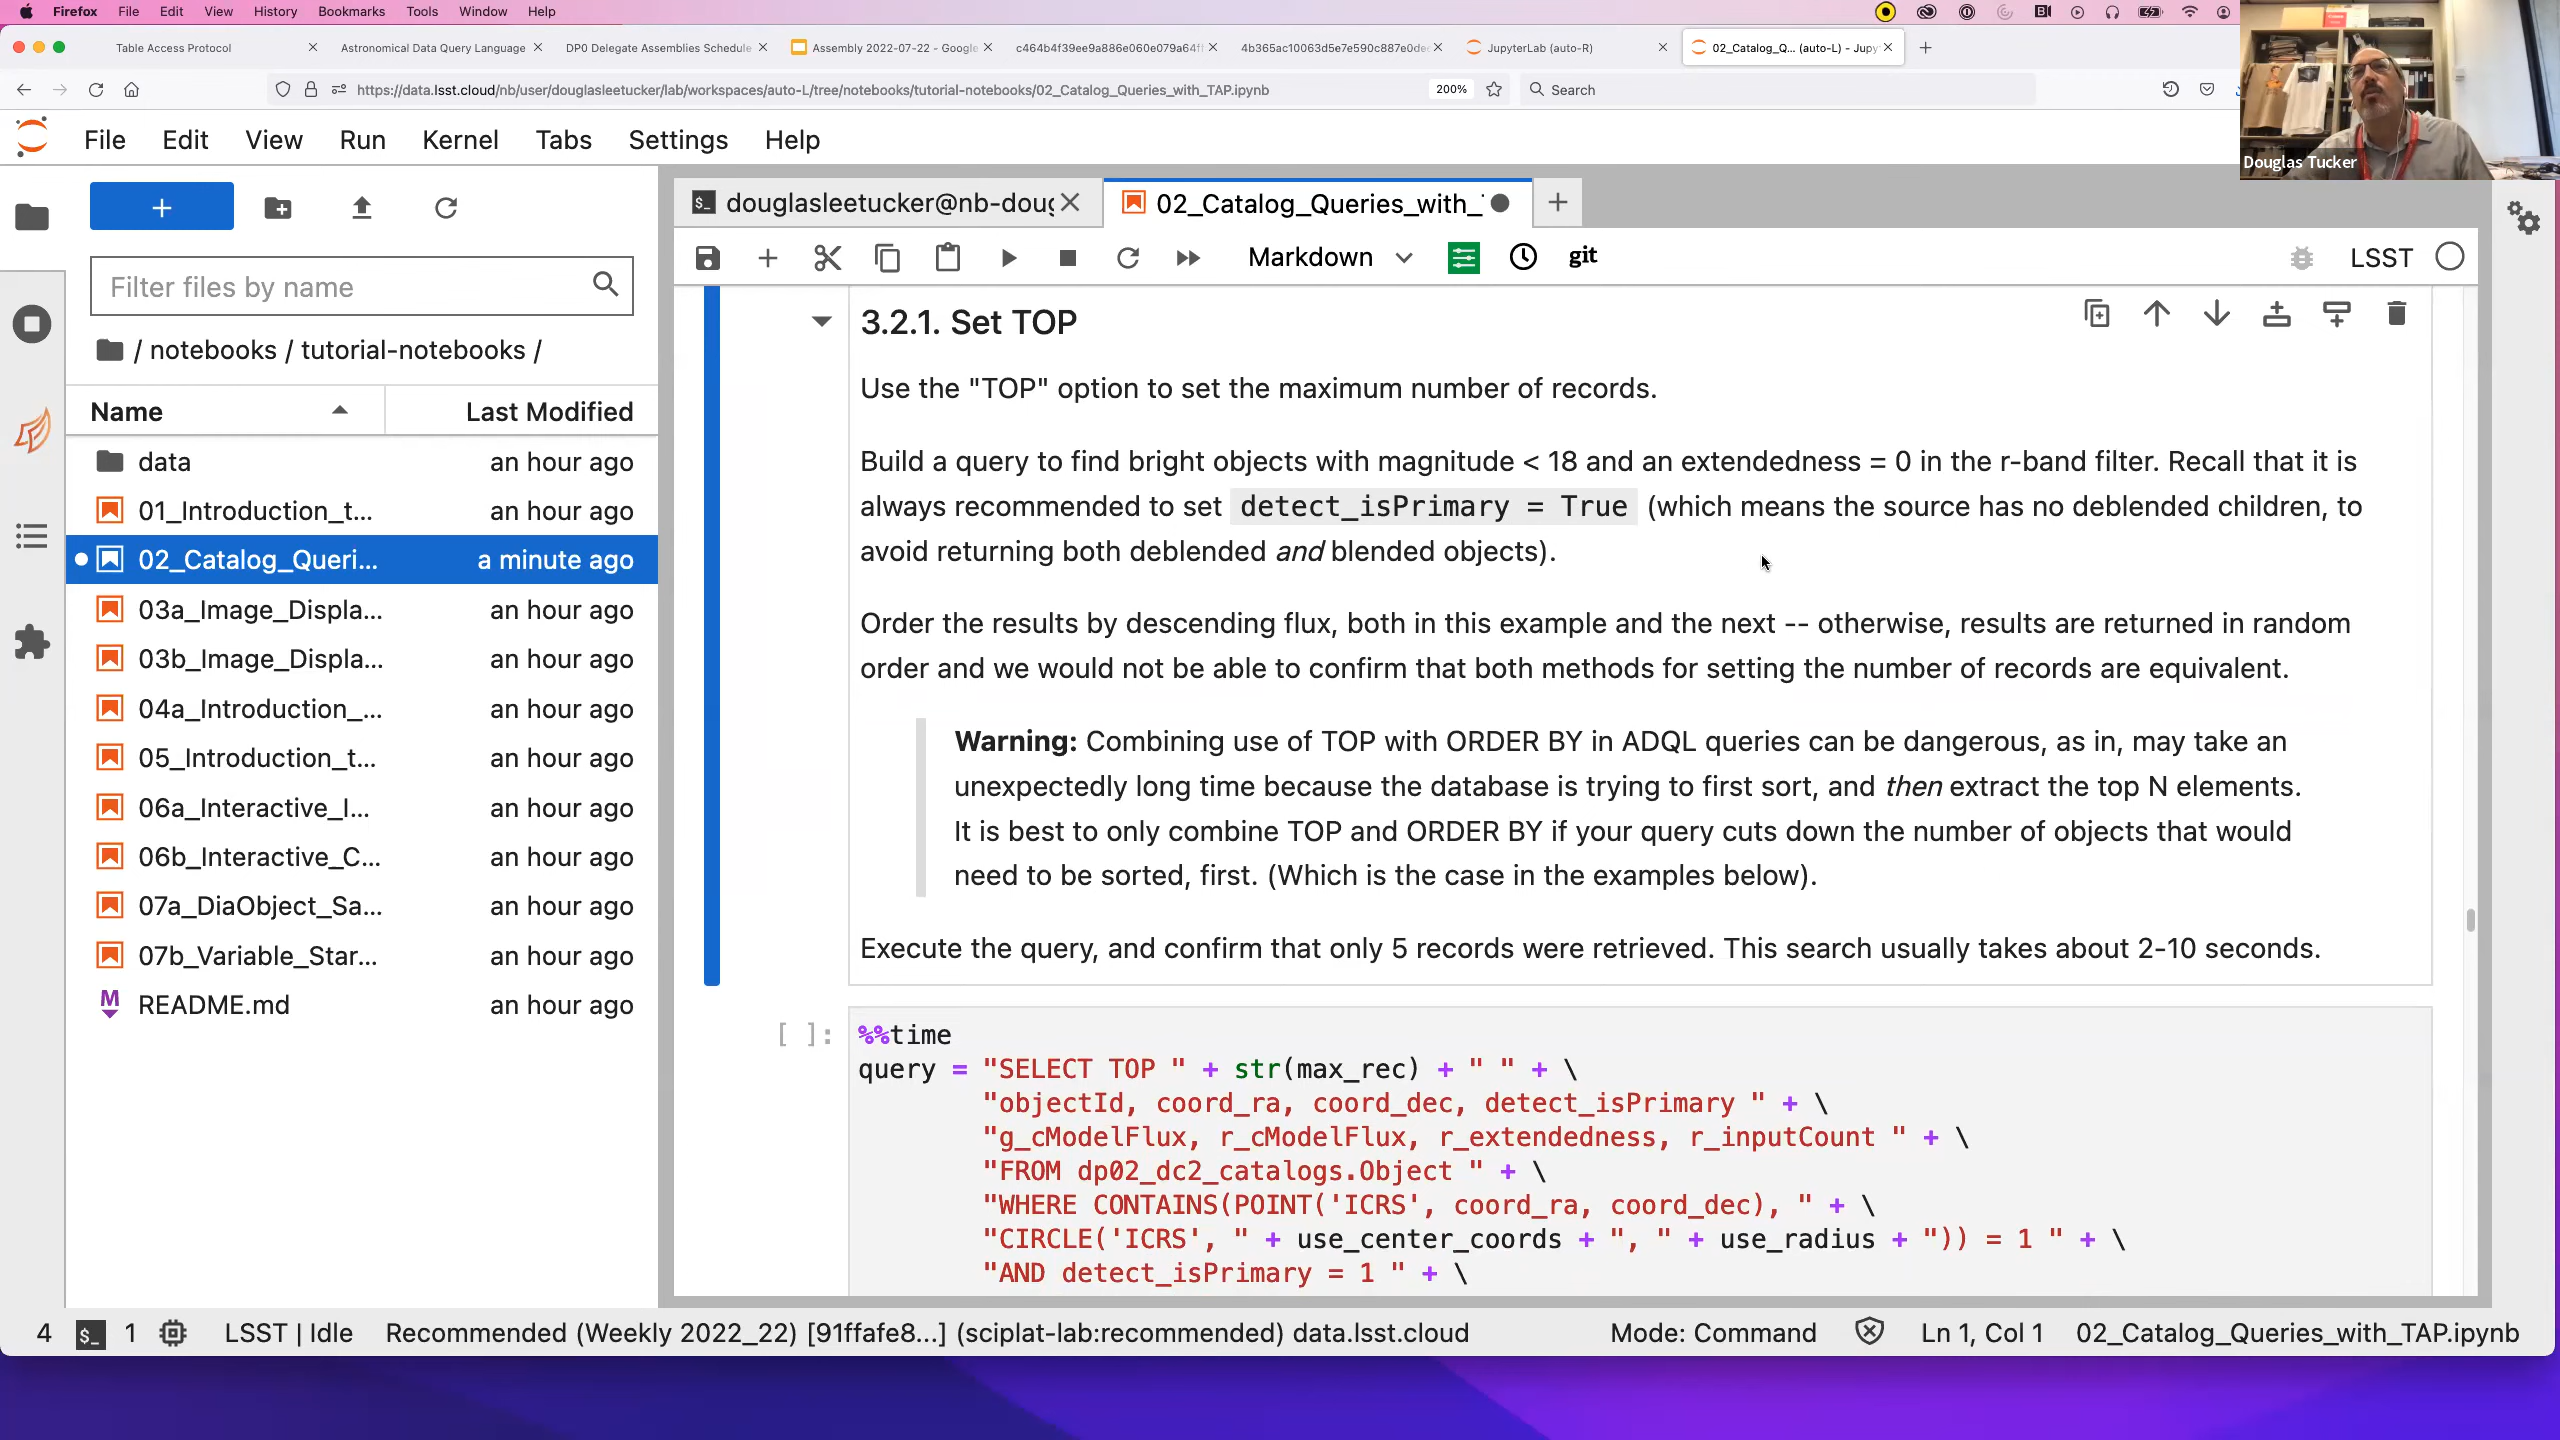 Firefox File Edit View History Bookmarks Tools Window Help
Table Access Protocol
Astronomical Data Query Language
DP0 Delegate Assemblies Schedule
Assembly 2022-07-22 - Google
c464b4f39ee9a886e060e079a64f
4b365ac10063d5e7e590c887e0de
JupyterLab (auto-R)
02_Catalog_Q... (auto-L) - Jupy
https://data.lsst.cloud/nb/user/douglasleetucker/lab/workspaces/auto-L/tree/notebooks/tutorial-notebooks/02_Catalog_Queries_with_TAP.ipynb
200%
Search
Douglas Tucker
File Edit View Run Kernel Tabs Settings Help
douglasleetucker@nb-doug
02_Catalog_Queries_with_
Markdown
git
LSST
Filter files by name
/ notebooks / tutorial-notebooks /
Name Last Modified
data an hour ago
01_Introduction_t... an hour ago
02_Catalog_Queri... a minute ago
03a_Image_Displa... an hour ago
03b_Image_Displa... an hour ago
04a_Introduction_... an hour ago
05_Introduction_t... an hour ago
06a_Interactive_I... an hour ago
06b_Interactive_C... an hour ago
07a_DiaObject_Sa... an hour ago
07b_Variable_Star... an hour ago
README.md an hour ago
3.2.1. Set TOP
Use the "TOP" option to set the maximum number of records.
Build a query to find bright objects with magnitude < 18 and an extendedness = 0 in the r-band filter. Recall that it is
always recommended to set detect_isPrimary = True (which means the source has no deblended children, to
avoid returning both deblended and blended objects).
Order the results by descending flux, both in this example and the next -- otherwise, results are returned in random
order and we would not be able to confirm that both methods for setting the number of records are equivalent.
Warning: Combining use of TOP with ORDER BY in ADQL queries can be dangerous, as in, may take an
unexpectedly long time because the database is trying to first sort, and then extract the top N elements.
It is best to only combine TOP and ORDER BY if your query cuts down the number of objects that would
need to be sorted, first. (Which is the case in the examples below).
Execute the query, and confirm that only 5 records were retrieved. This search usually takes about 2-10 seconds.
[ ]: %%time
query = "SELECT TOP " + str(max_rec) + " " + \
"objectId, coord_ra, coord_dec, detect_isPrimary " + \
"g_cModelFlux, r_cModelFlux, r_extendedness, r_inputCount " + \
"FROM dp02_dc2_catalogs.Object " + \
"WHERE CONTAINS(POINT('ICRS', coord_ra, coord_dec), " + \
"CIRCLE('ICRS', " + use_center_coords + ", " + use_radius + ")) = 1 " + \
"AND detect_isPrimary = 1 " + \
4 $_ 1 LSST | Idle Recommended (Weekly 2022_22) [91ffafe8...] (sciplat-lab:recommended) data.lsst.cloud Mode: Command Ln 1, Col 1 02_Catalog_Queries_with_TAP.ipynb